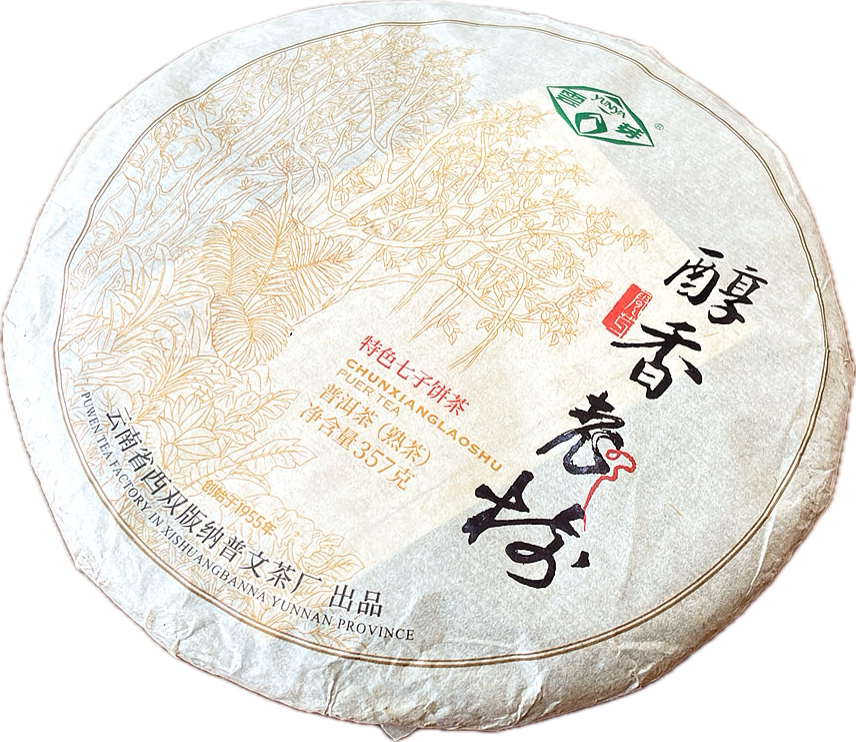 雲
YUNYA
芽
®
醇香老树
特色七子饼茶
CHUNXIANGLAOSHU
PUER TEA
普洱茶（熟茶）
净含量357克
创始于1955年
云南省西双版纳普文茶厂 出品
PUWEN TEA FACTORY IN XISHUANGBANNA YUNNAN PROVINCE